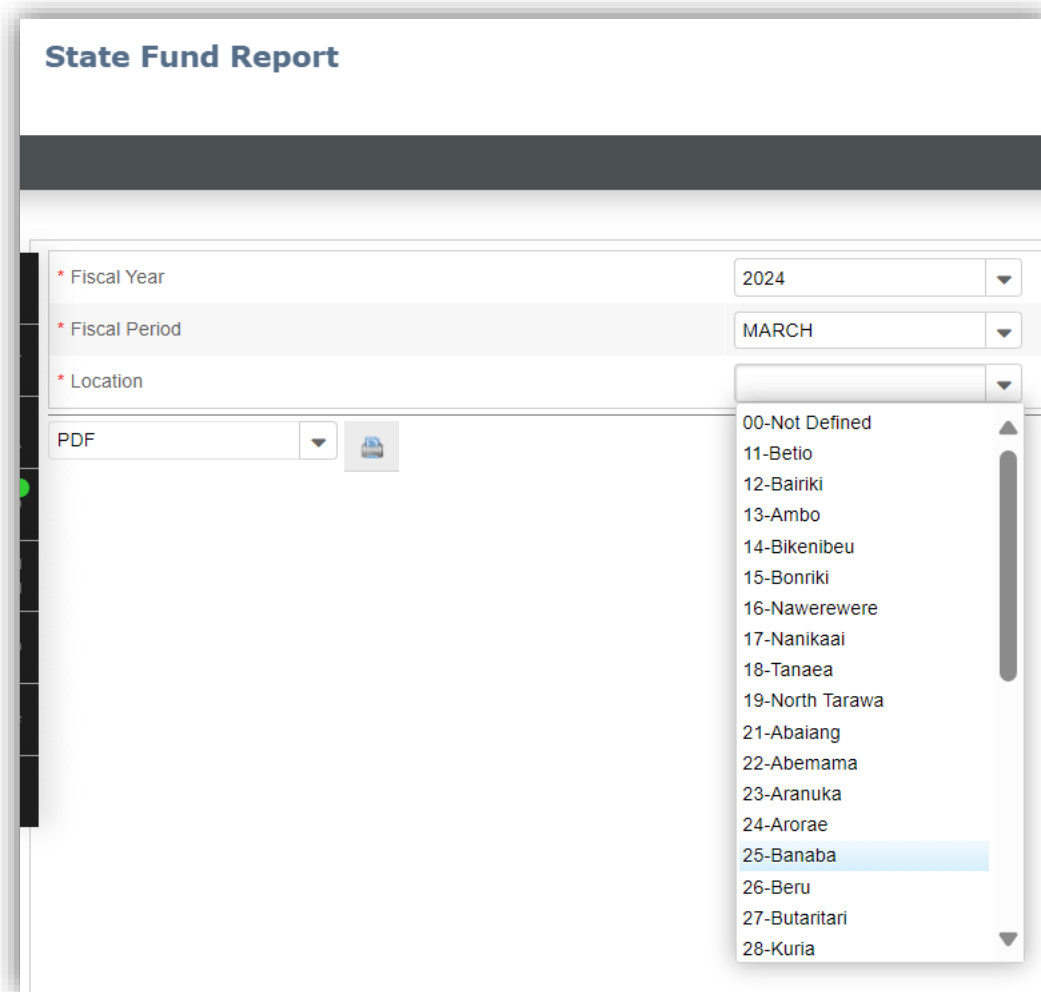 State Fund Report
* Fiscal Year
2024
* Fiscal Period
MARCH
* Location
PDF
00-Not Defined
11-Betio
12-Bairiki
13-Ambo
14-Bikenibeu
15-Bonriki
16-Nawerewere
17-Nanikaai
18-Tanaea
19-North Tarawa
21-Abaiang
22-Abemama
23-Aranuka
24-Arorae
25-Banaba
26-Beru
27-Butaritari
28-Kuria